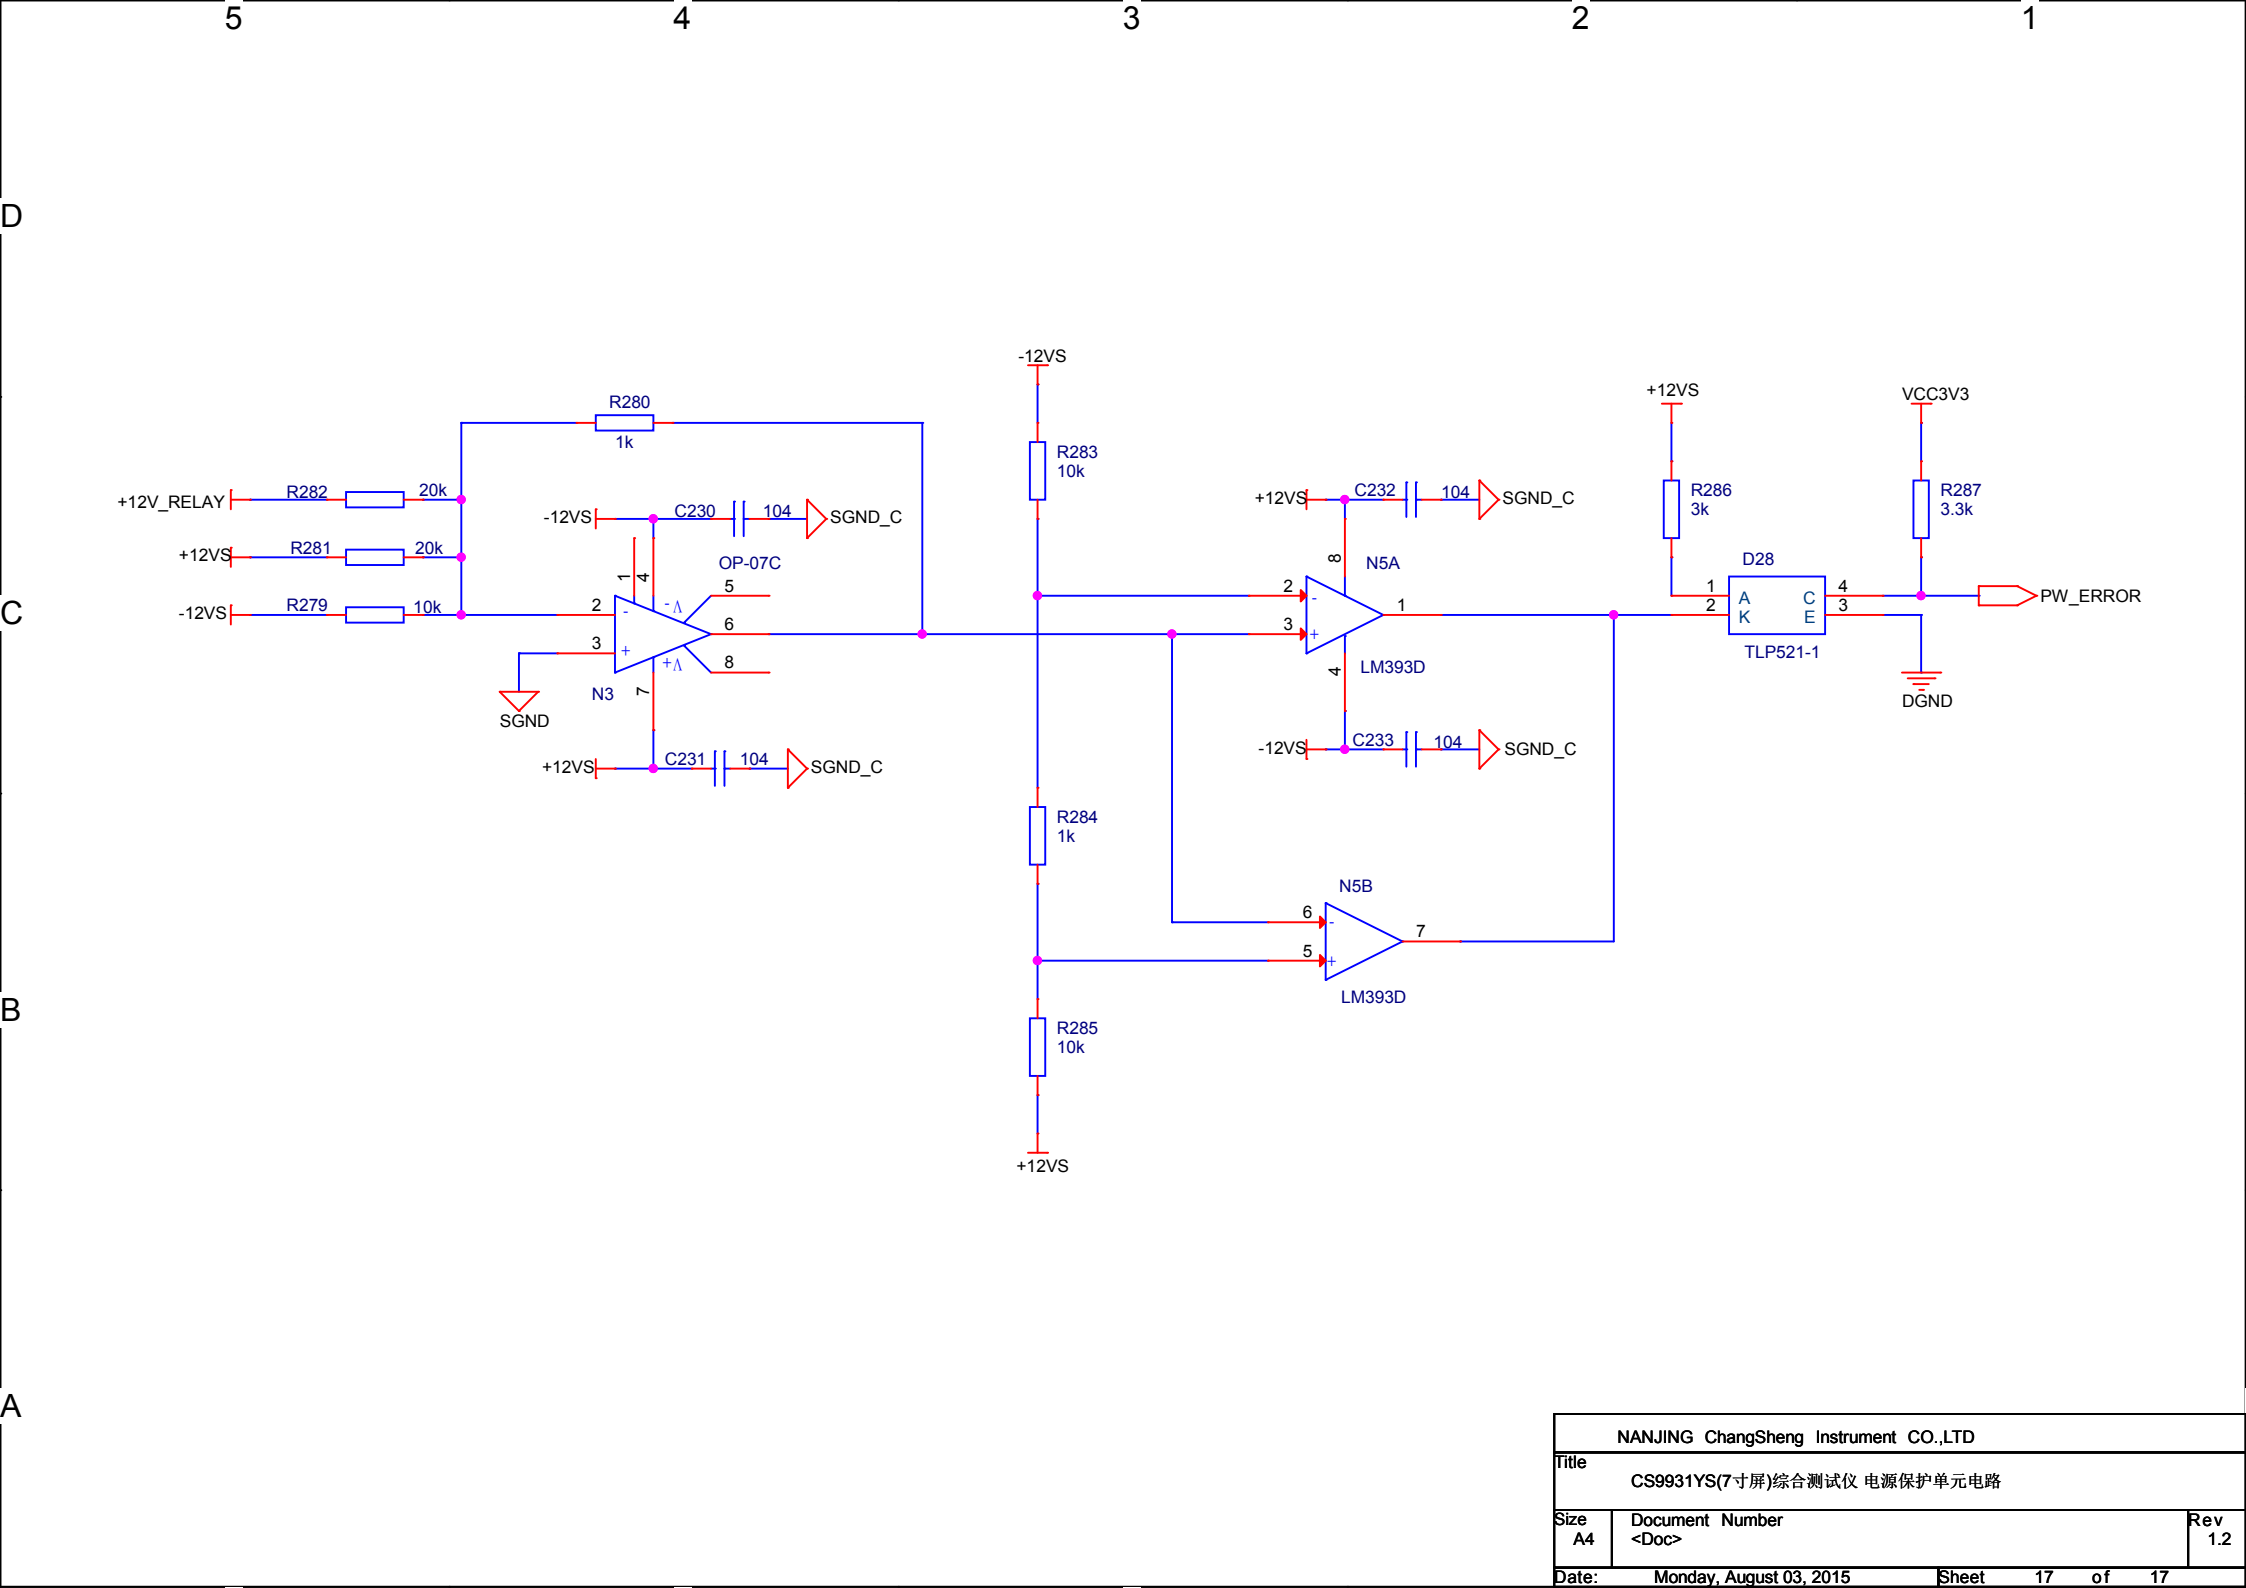 5 4 3 2 1
D
C
B
A
-12VS
R280
1k
+12VS
VCC3V3
R283
10k
+12V_RELAY
R282
20k
+12VS
C232
104
SGND_C
R286
3k
R287
3.3k
-12VS
C230
104
SGND_C
+12VS
R281
20k
OP-07C
8
N5A
D28
-12VS
R279
10k
1
4
2
-
-V
5
6
3
+
+V
8
7
N3
SGND
2
-
3
+
1
4
LM393D
1
2
A
K
C
E
4
3
TLP521-1
PW_ERROR
DGND
+12VS
C231
104
SGND_C
-12VS
C233
104
SGND_C
R284
1k
N5B
6
-
5
+
7
LM393D
R285
10k
+12VS
NANJING ChangSheng Instrument CO.,LTD
Title
CS9931YS(7寸屏)综合测试仪 电源保护单元电路
Size
A4
Document Number
<Doc>
Rev
1.2
Date: Monday, August 03, 2015 Sheet 17 of 17